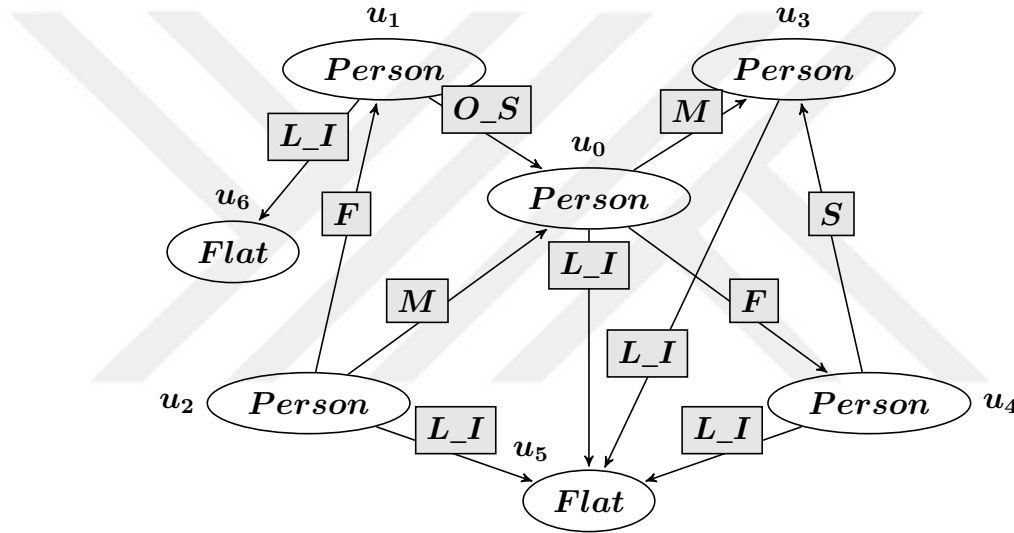 u1
u3
Person
Person
O_S
M
L_I
u0
u6
Person
F
S
Flat
L_I
M
F
L_I
u2
Person
Person
u4
L_I
L_I
u5
Flat